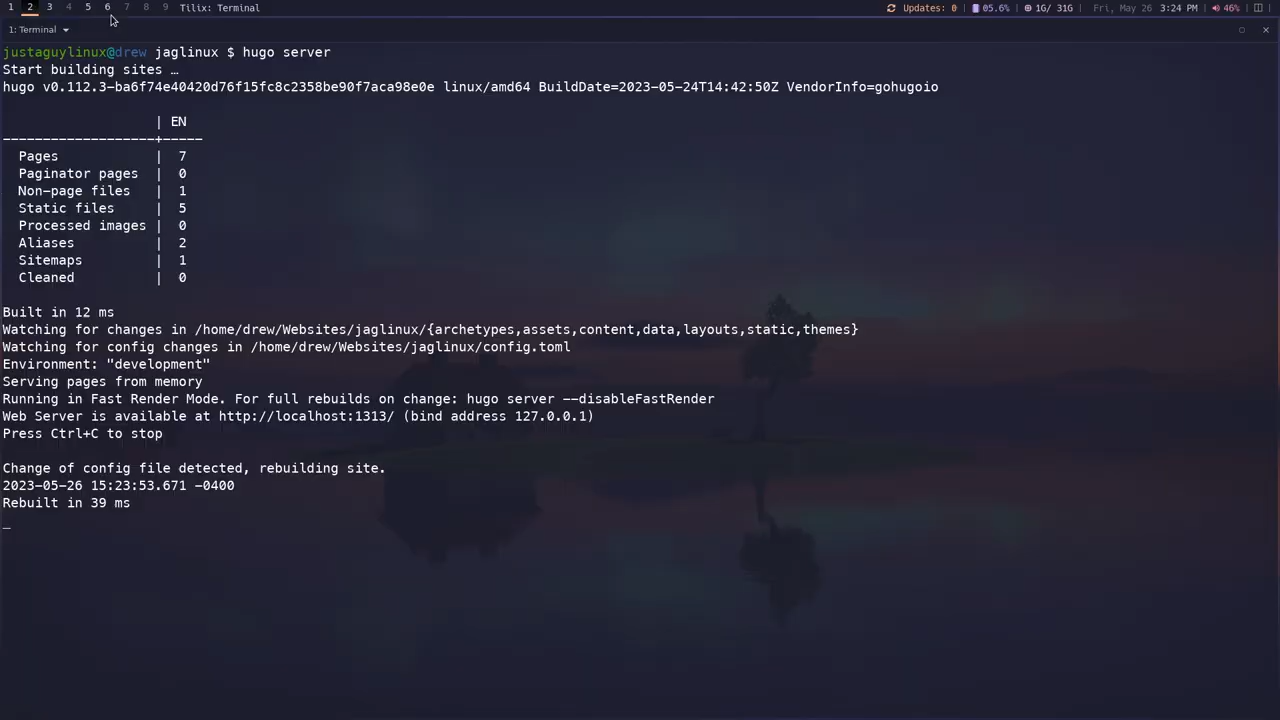 1 2 3 4 5 6 7 8 9 Tilix: Terminal Updates: 0 05.6% 1G/ 31G Fri, May 26 3:24 PM 46%
1: Terminal
justaguylinux@drew jaglinux $ hugo server
Start building sites …
hugo v0.112.3-ba6f74e40420d76f15fc8c2358be90f7aca98e0e linux/amd64 BuildDate=2023-05-24T14:42:50Z VendorInfo=gohugoio
| EN
-------------------+-----
Pages | 7
Paginator pages | 0
Non-page files | 1
Static files | 5
Processed images | 0
Aliases | 2
Sitemaps | 1
Cleaned | 0
Built in 12 ms
Watching for changes in /home/drew/Websites/jaglinux/{archetypes,assets,content,data,layouts,static,themes}
Watching for config changes in /home/drew/Websites/jaglinux/config.toml
Environment: "development"
Serving pages from memory
Running in Fast Render Mode. For full rebuilds on change: hugo server --disableFastRender
Web Server is available at http://localhost:1313/ (bind address 127.0.0.1)
Press Ctrl+C to stop
Change of config file detected, rebuilding site.
2023-05-26 15:23:53.671 -0400
Rebuilt in 39 ms
_